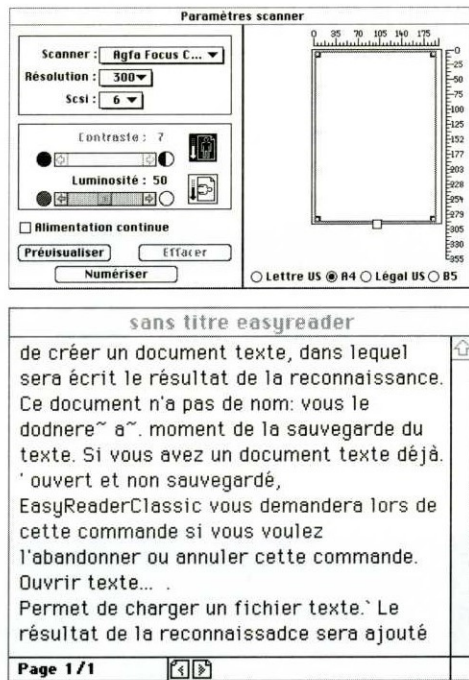 Paramètres scanner
Scanner : Agfa Focus C...
Résolution : 300
Scsi : 6
Contraste : 7
Luminosité : 50
Alimentation continue
Prévisualiser Effacer
Numériser
0 35 70 105 140 175
0
25
50
75
100
125
152
177
203
228
254
279
305
330
355
Lettre US A4 Légal US B5
sans titre easyreader
de créer un document texte, dans lequel
sera écrit le résultat de la reconnaissance.
Ce document n'a pas de nom: vous le
dodnere~ a~. moment de la sauvegarde du
texte. Si vous avez un document texte déjà.
' ouvert et non sauvegardé,
EasyReaderClassic vous demandera lors de
cette commande si vous voulez
l'abandonner ou annuler cette commande.
Ouvrir texte... .
Permet de charger un fichier texte.` Le
résultat de la reconnaissadce sera ajouté
Page 1/1